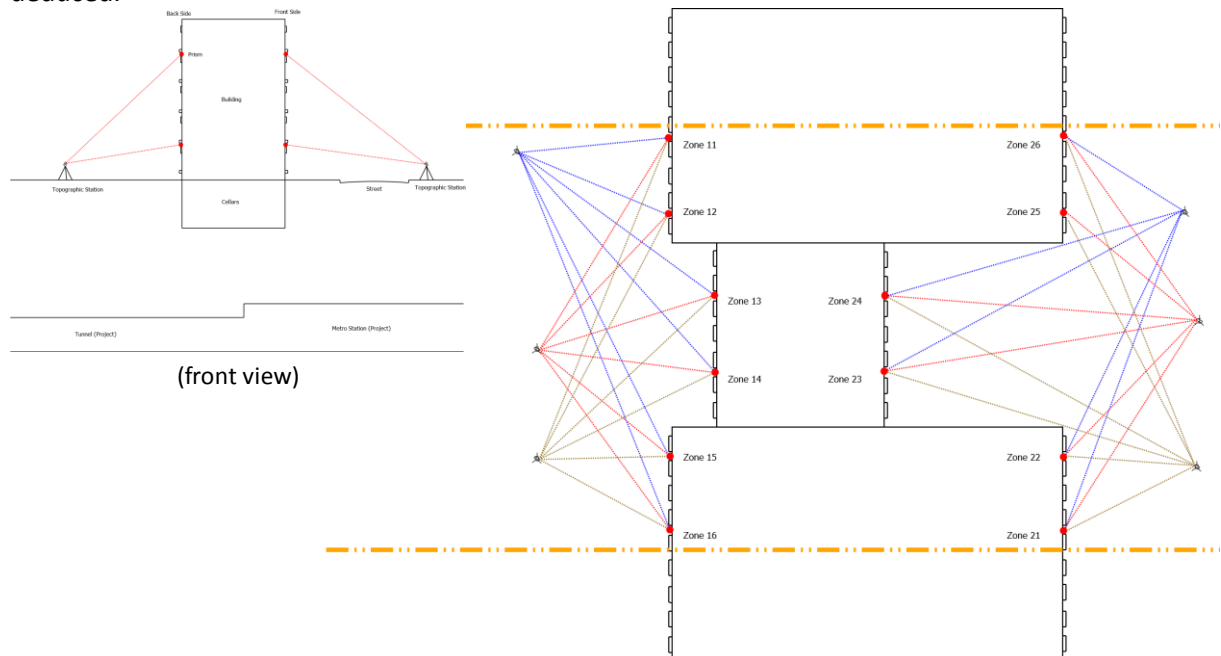 deduced.
Back Side
Front Side
Prism
Building
Topographic Station
Street
Topographic Station
Cellars
Tunnel (Project)
Metro Station (Project)
(front view)
Zone 11
Zone 26
Zone 12
Zone 25
Zone 13
Zone 24
Zone 14
Zone 23
Zone 15
Zone 22
Zone 16
Zone 21